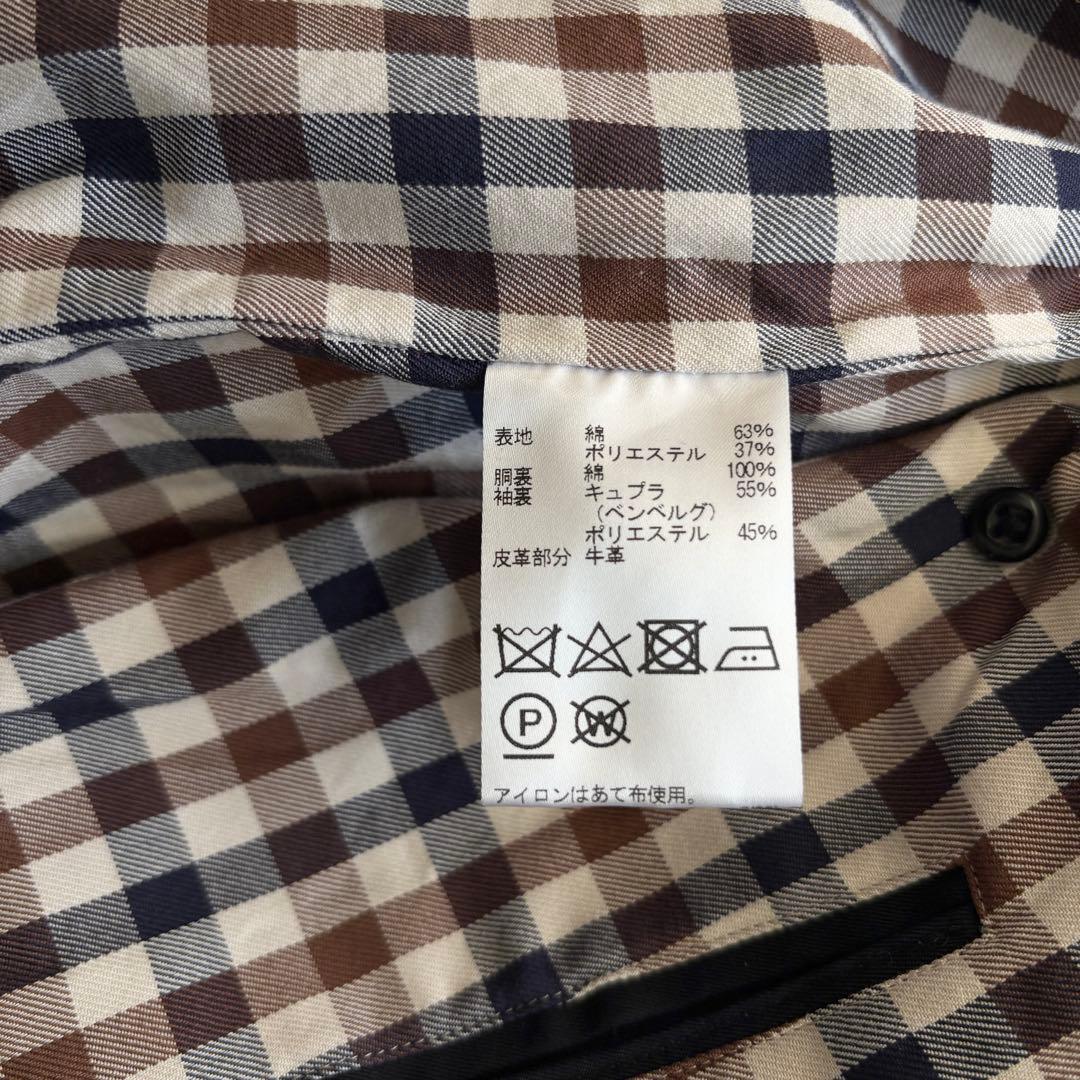 表地 綿 63%
ポリエステル 37%
胴裏 綿 100%
袖裏 キュプラ 55%
(ベンベルグ)
ポリエステル 45%
皮革部分 牛革
P W
アイロンはあて布使用。